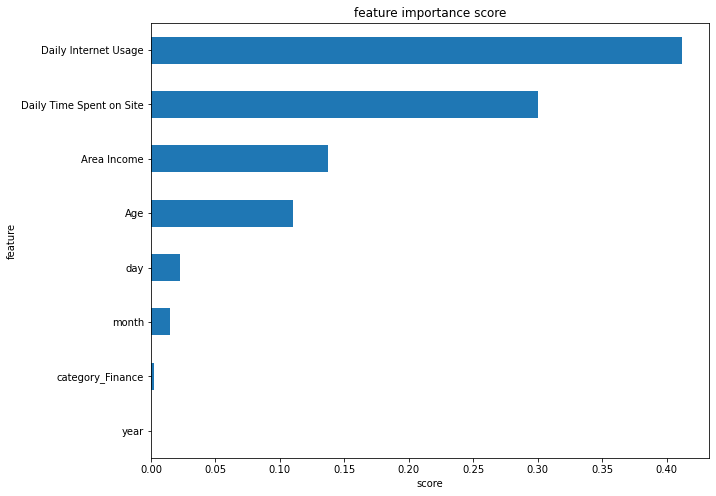 feature importance score
Daily Internet Usage
Daily Time Spent on Site
Area Income
Age
day
month
category_Finance
year
feature
0.00 0.05 0.10 0.15 0.20 0.25 0.30 0.35 0.40
score